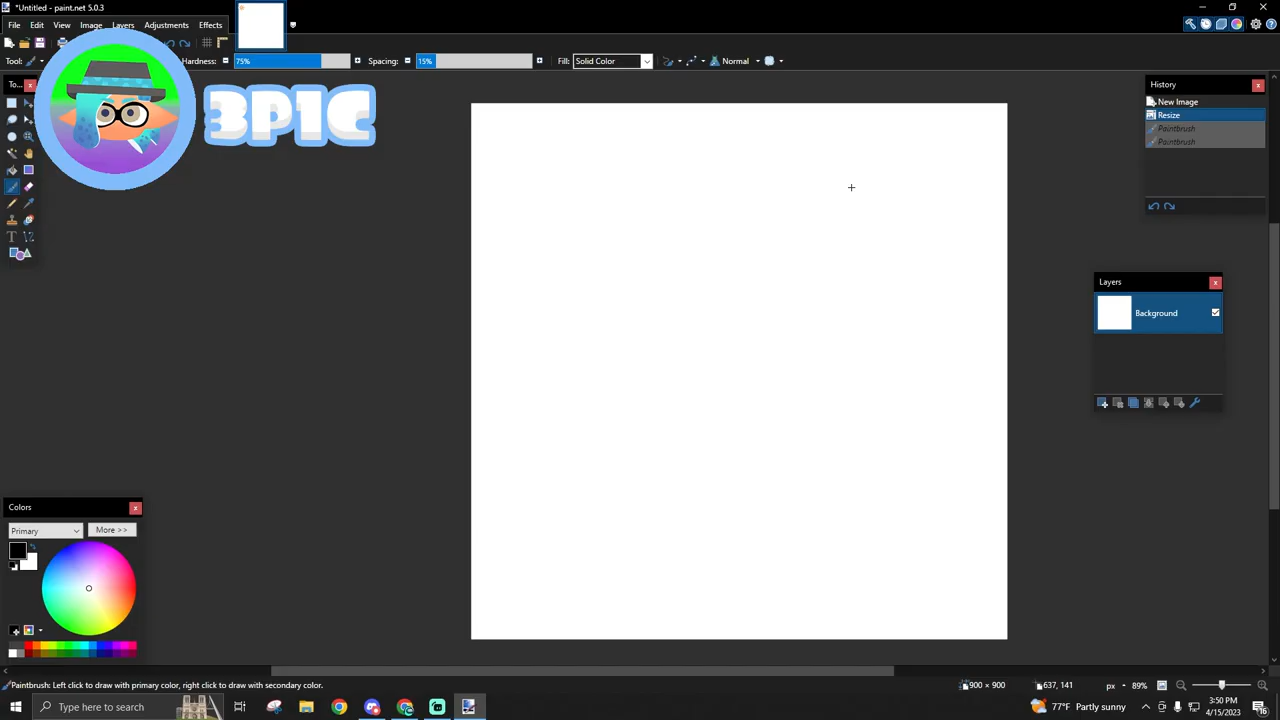 *Untitled - paint.net 5.0.3
File Edit View Image Layers Adjustments Effects
Tool: Hardness: 75% Spacing: 15% Fill: Solid Color Normal
To...
3P1C
History
New Image
Resize
Paintbrush
Paintbrush
Layers
Background
Colors
Primary More >>
Paintbrush: Left click to draw with primary color, right click to draw with secondary color. 900 × 900 637, 141 px 89%
Type here to search 77°F Partly sunny 3:50 PM
4/15/2023